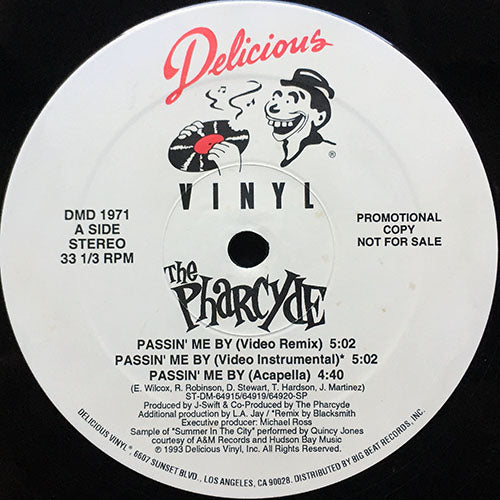 Delicious
VINYL
®
DMD 1971
A SIDE
STEREO
33 1/3 RPM
PROMOTIONAL
COPY
NOT FOR SALE
the
PHarcyde
PASSIN' ME BY (Video Remix) 5:02
PASSIN' ME BY (Video Instrumental)* 5:02
PASSIN' ME BY (Acapella) 4:40
(E. Wilcox, R. Robinson, D. Stewart, T. Hardson, J. Martinez)
ST-DM-64915/64919/64920-SP
Produced by J-Swift & Co-Produced by The Pharcyde
Additional production by L.A. Jay / *Remix by Blacksmith
Executive producer: Michael Ross
Sample of "Summer In The City" performed by Quincy Jones
courtesy of A&M Records and Hudson Bay Music
℗ 1993 Delicious Vinyl, Inc. All Rights Reserved.
DELICIOUS VINYL®, 6607 SUNSET BLVD., LOS ANGELES, CA 90028. DISTRIBUTED BY BIG BEAT RECORDS, INC.